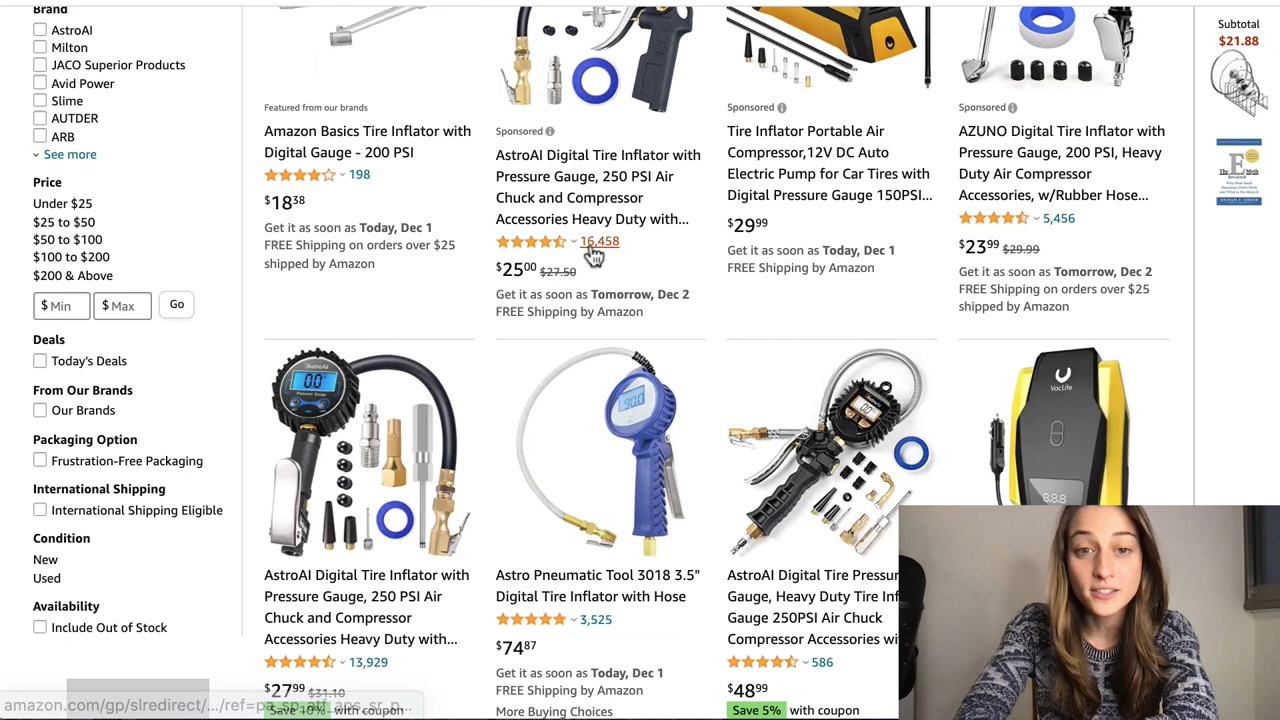 Brand
AstroAI
Milton
JACO Superior Products
Avid Power
Slime
AUTDER
ARB
See more
Price
Under $25
$25 to $50
$50 to $100
$100 to $200
$200 & Above
$ Min
$ Max
Go
Deals
Today's Deals
From Our Brands
Our Brands
Packaging Option
Frustration-Free Packaging
International Shipping
International Shipping Eligible
Condition
New
Used
Availability
Include Out of Stock
amazon.com/gp/slredirect/.../ref=pa_sp_atf_aps_sr_p...
Featured from our brands
Amazon Basics Tire Inflator with
Digital Gauge - 200 PSI
198
$18 38
Get it as soon as Today, Dec 1
FREE Shipping on orders over $25
shipped by Amazon
Sponsored
AstroAI Digital Tire Inflator with
Pressure Gauge, 250 PSI Air
Chuck and Compressor
Accessories Heavy Duty with...
16,458
$25 00 $27.50
Get it as soon as Tomorrow, Dec 2
FREE Shipping by Amazon
Sponsored
Tire Inflator Portable Air
Compressor,12V DC Auto
Electric Pump for Car Tires with
Digital Pressure Gauge 150PSI...
$29 99
Get it as soon as Today, Dec 1
FREE Shipping by Amazon
Sponsored
AZUNO Digital Tire Inflator with
Pressure Gauge, 200 PSI, Heavy
Duty Air Compressor
Accessories, w/Rubber Hose...
5,456
$23 99 $29.99
Get it as soon as Tomorrow, Dec 2
FREE Shipping on orders over $25
shipped by Amazon
AstroAI
0.0
AstroAI Digital Tire Inflator with
Pressure Gauge, 250 PSI Air
Chuck and Compressor
Accessories Heavy Duty with...
13,929
$27 99 $31.10
Save 10% with coupon
90.0
Astro Pneumatic Tool 3018 3.5"
Digital Tire Inflator with Hose
3,525
$74 87
Get it as soon as Today, Dec 1
FREE Shipping by Amazon
More Buying Choices
AstroAI Digital Tire Pressur
Gauge, Heavy Duty Tire Inf
Gauge 250PSI Air Chuck
Compressor Accessories wi
586
$48 99
Save 5% with coupon
VacLife
8.8.8
Subtotal
$21.88
The
E
Myth